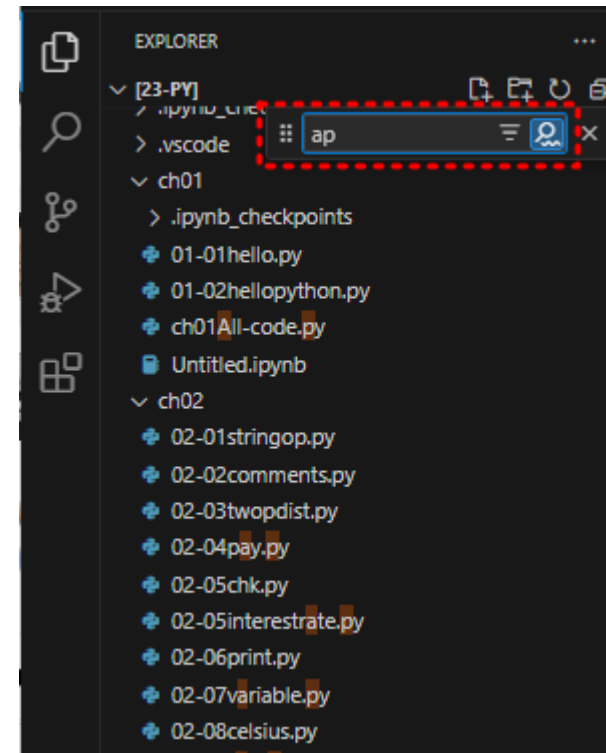 EXPLORER
[23-PY]
.ipynb_chec
ap
.vscode
ch01
.ipynb_checkpoints
01-01hello.py
01-02hellopython.py
ch01All-code.py
Untitled.ipynb
ch02
02-01stringop.py
02-02comments.py
02-03twopdist.py
02-04pay.py
02-05chk.py
02-05interestrate.py
02-06print.py
02-07variable.py
02-08celsius.py